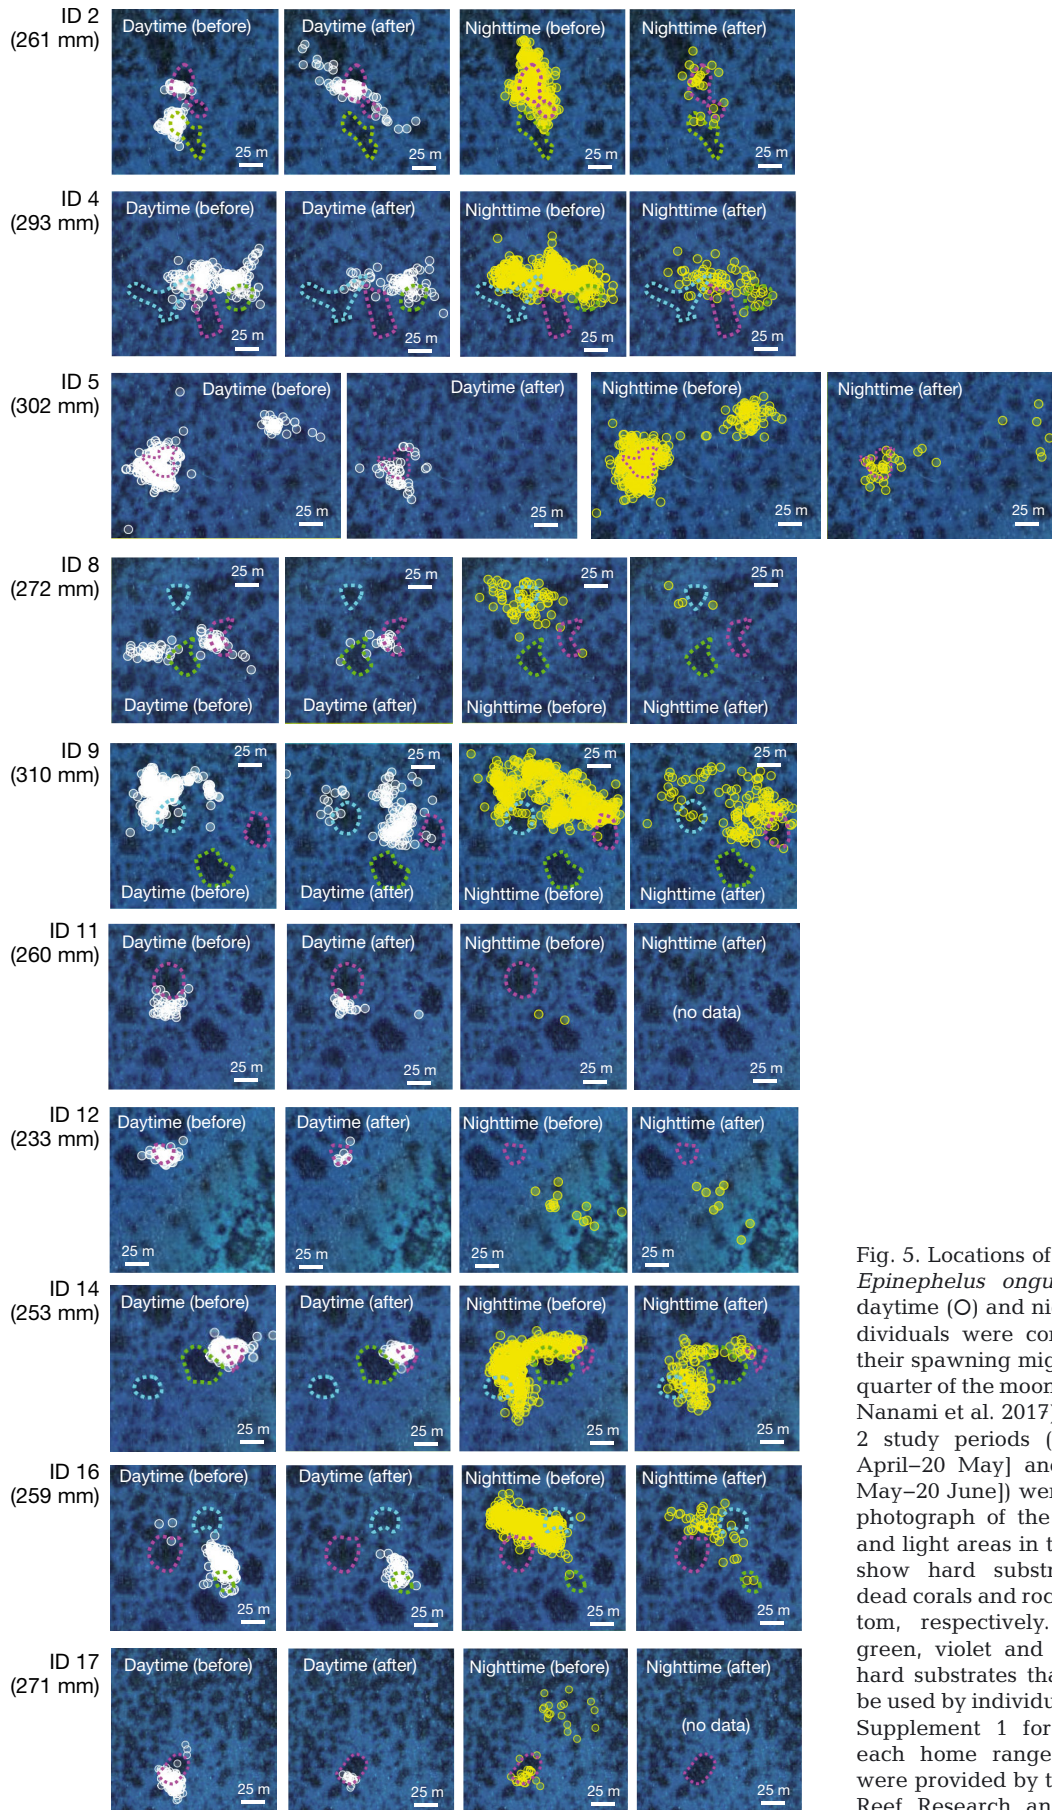 ID 2
(261 mm)
Daytime (before)
Daytime (after)
Nighttime (before)
Nighttime (after)
25 m
25 m
25 m
25 m
ID 4
(293 mm)
Daytime (before)
Daytime (after)
Nighttime (before)
Nighttime (after)
25 m
25 m
25 m
25 m
ID 5
(302 mm)
Daytime (before)
Daytime (after)
Nighttime (before)
Nighttime (after)
25 m
25 m
25 m
25 m
ID 8
(272 mm)
25 m
25 m
25 m
25 m
Daytime (before)
Daytime (after)
Nighttime (before)
Nighttime (after)
ID 9
(310 mm)
25 m
25 m
25 m
25 m
Daytime (before)
Daytime (after)
Nighttime (before)
Nighttime (after)
ID 11
(260 mm)
Daytime (before)
Daytime (after)
Nighttime (before)
Nighttime (after)
(no data)
25 m
25 m
25 m
25 m
ID 12
(233 mm)
Daytime (before)
Daytime (after)
Nighttime (before)
Nighttime (after)
25 m
25 m
25 m
25 m
ID 14
(253 mm)
Daytime (before)
Daytime (after)
Nighttime (before)
Nighttime (after)
25 m
25 m
25 m
25 m
ID 16
(259 mm)
Daytime (before)
Daytime (after)
Nighttime (before)
Nighttime (after)
25 m
25 m
25 m
25 m
ID 17
(271 mm)
Daytime (before)
Daytime (after)
Nighttime (before)
Nighttime (after)
(no data)
25 m
25 m
25 m
25 m
Fig. 5. Locations of
Epinephelus ongu
daytime (O) and nig
dividuals were con
their spawning mig
quarter of the moon
Nanami et al. 2017
2 study periods (
April–20 May] and
May–20 June]) wer
photograph of the
and light areas in t
show hard substr
dead corals and roc
tom, respectively.
green, violet and
hard substrates tha
be used by individu
Supplement 1 for
each home range
were provided by t
Reef Research an